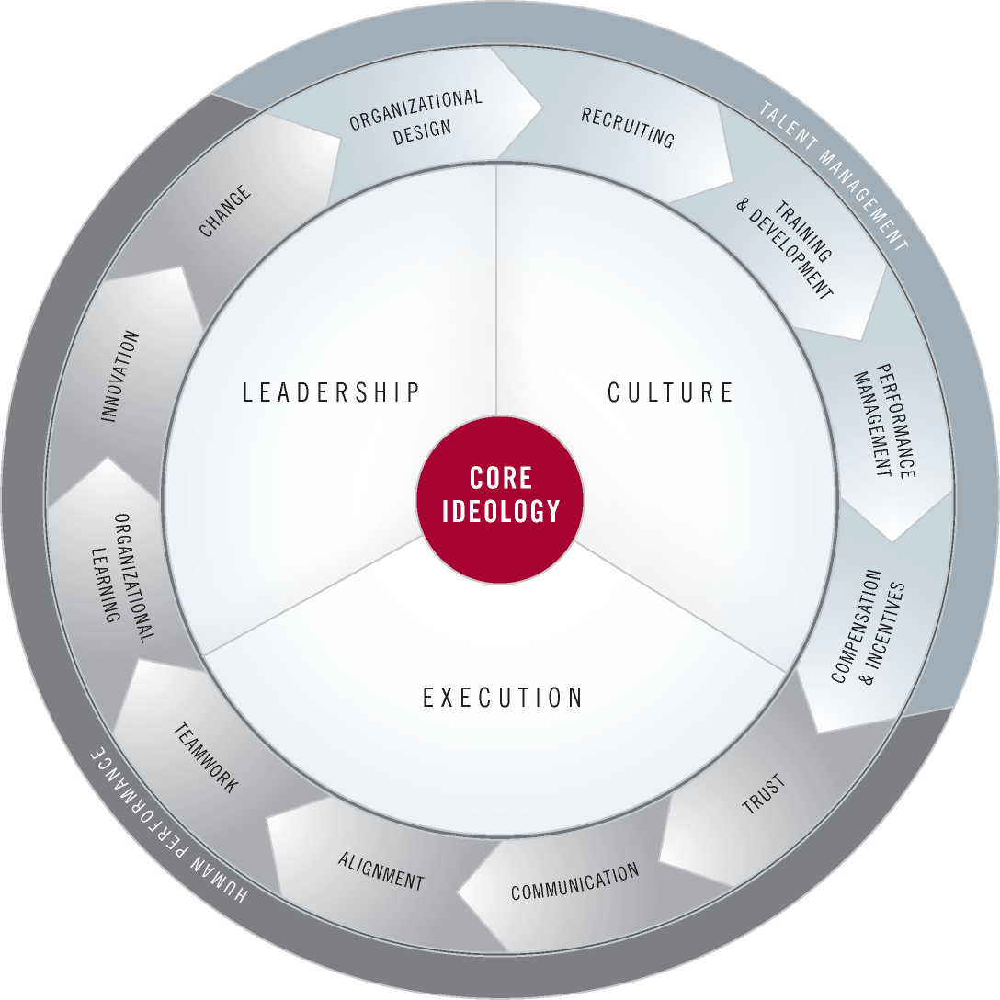 TALENT MANAGEMENT
ORGANIZATIONAL
DESIGN
RECRUITING
TRAINING
& DEVELOPMENT
PERFORMANCE
MANAGEMENT
COMPENSATION
& INCENTIVES
TRUST
COMMUNICATION
ALIGNMENT
TEAMWORK
ORGANIZATIONAL
LEARNING
INNOVATION
CHANGE
HUMAN PERFORMANCE
LEADERSHIP
CULTURE
CORE
IDEOLOGY
EXECUTION